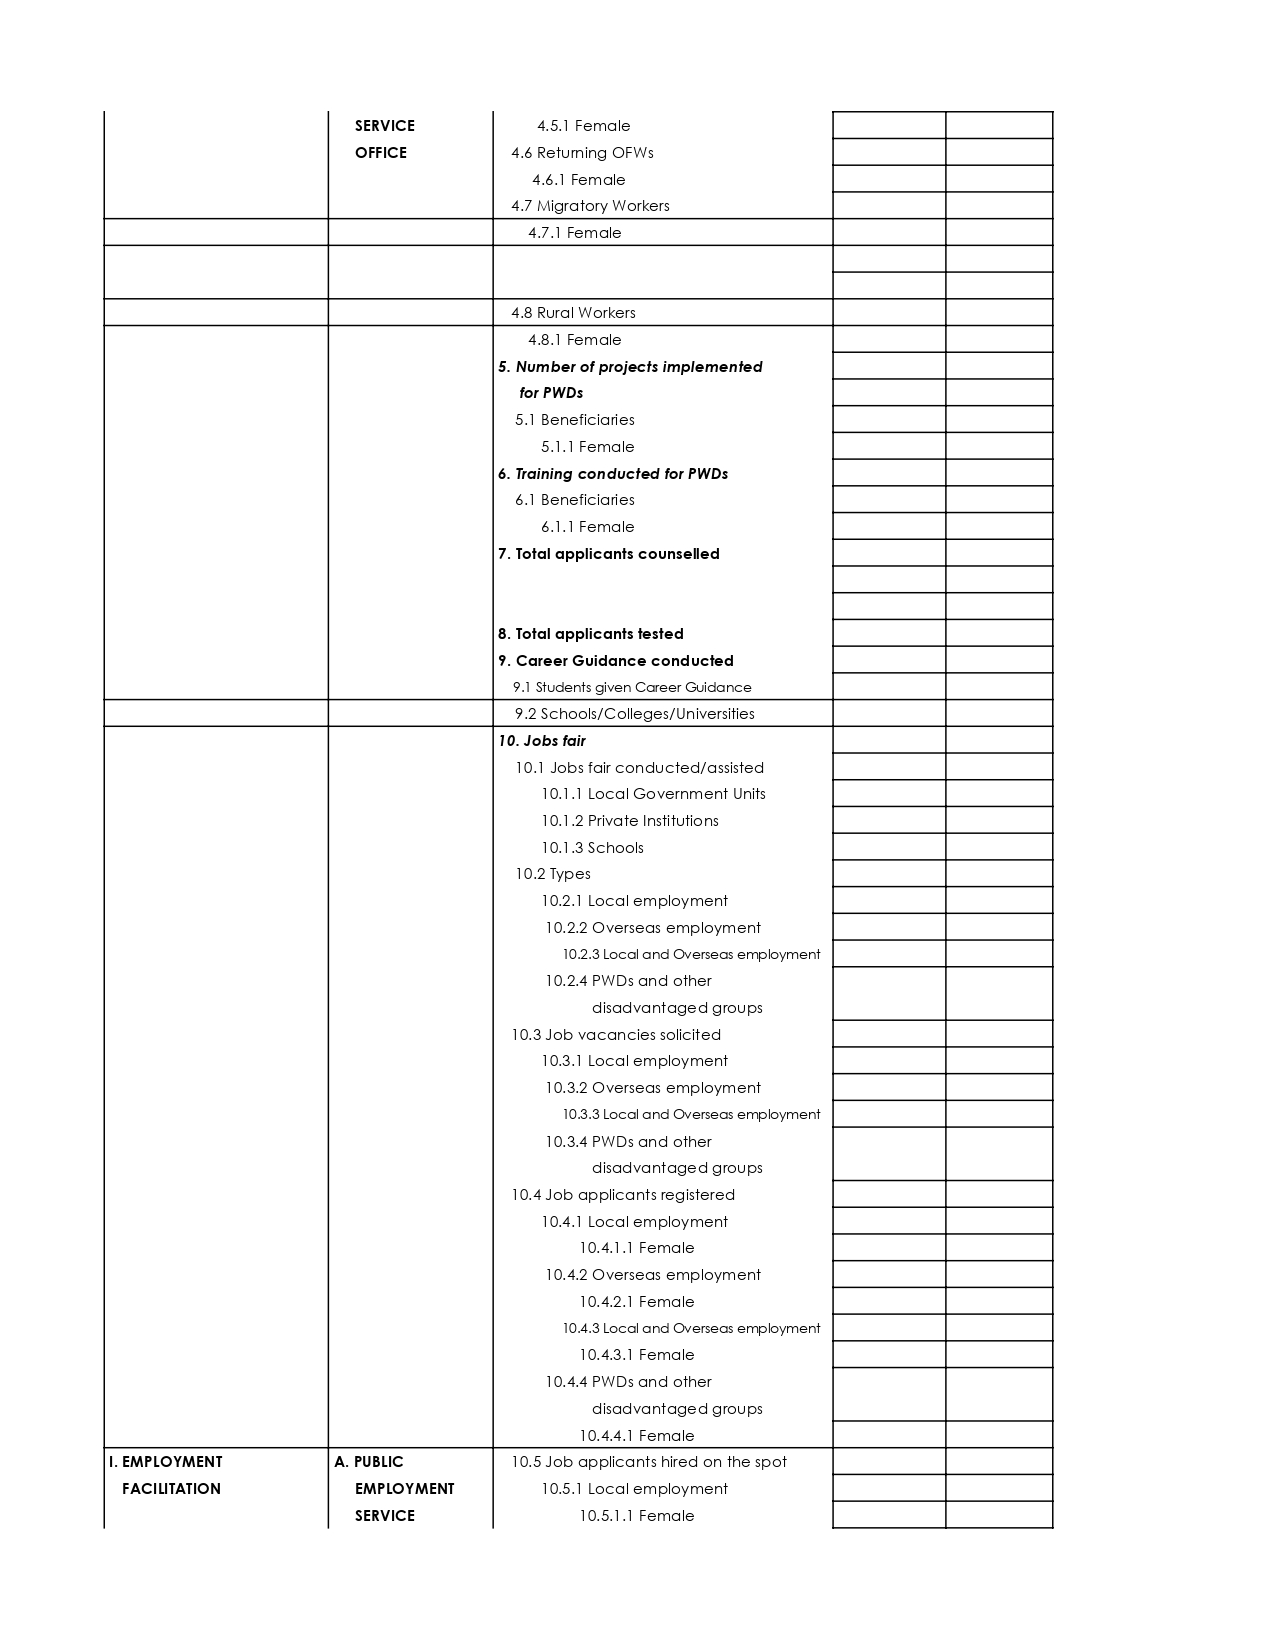 SERVICE 4.5.1 Female
OFFICE 4.6 Returning OFWs
4.6.1 Female
4.7 Migratory Workers
4.7.1 Female
4.8 Rural Workers
4.8.1 Female
5. Number of projects implemented
for PWDs
5.1 Beneficiaries
5.1.1 Female
6. Training conducted for PWDs
6.1 Beneficiaries
6.1.1 Female
7. Total applicants counselled
8. Total applicants tested
9. Career Guidance conducted
9.1 Students given Career Guidance
9.2 Schools/Colleges/Universities
10. Jobs fair
10.1 Jobs fair conducted/assisted
10.1.1 Local Government Units
10.1.2 Private Institutions
10.1.3 Schools
10.2 Types
10.2.1 Local employment
10.2.2 Overseas employment
10.2.3 Local and Overseas employment
10.2.4 PWDs and other
disadvantaged groups
10.3 Job vacancies solicited
10.3.1 Local employment
10.3.2 Overseas employment
10.3.3 Local and Overseas employment
10.3.4 PWDs and other
disadvantaged groups
10.4 Job applicants registered
10.4.1 Local employment
10.4.1.1 Female
10.4.2 Overseas employment
10.4.2.1 Female
10.4.3 Local and Overseas employment
10.4.3.1 Female
10.4.4 PWDs and other
disadvantaged groups
10.4.4.1 Female
I. EMPLOYMENT A. PUBLIC 10.5 Job applicants hired on the spot
FACILITATION EMPLOYMENT 10.5.1 Local employment
SERVICE 10.5.1.1 Female